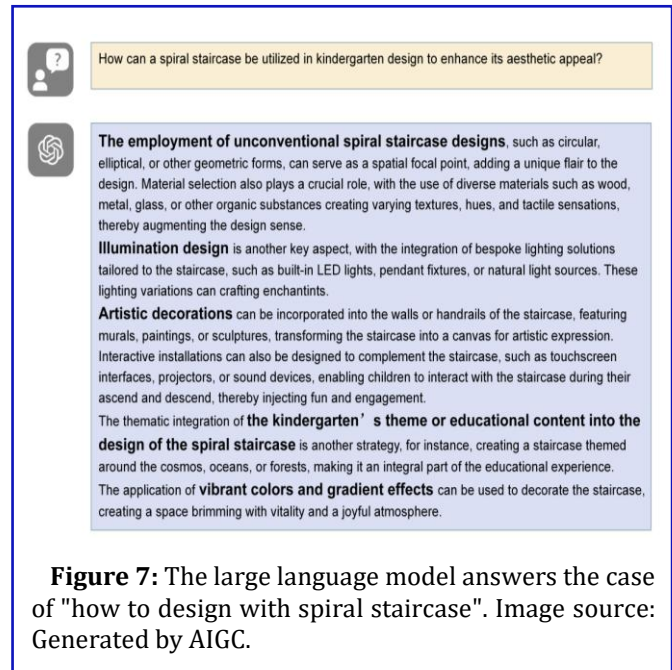 ?
How can a spiral staircase be utilized in kindergarten design to enhance its aesthetic appeal?
The employment of unconventional spiral staircase designs, such as circular,
elliptical, or other geometric forms, can serve as a spatial focal point, adding a unique flair to the
design. Material selection also plays a crucial role, with the use of diverse materials such as wood,
metal, glass, or other organic substances creating varying textures, hues, and tactile sensations,
thereby augmenting the design sense.
Illumination design is another key aspect, with the integration of bespoke lighting solutions
tailored to the staircase, such as built-in LED lights, pendant fixtures, or natural light sources. These
lighting variations can crafting enchantints.
Artistic decorations can be incorporated into the walls or handrails of the staircase, featuring
murals, paintings, or sculptures, transforming the staircase into a canvas for artistic expression.
Interactive installations can also be designed to complement the staircase, such as touchscreen
interfaces, projectors, or sound devices, enabling children to interact with the staircase during their
ascend and descend, thereby injecting fun and engagement.
The thematic integration of the kindergarten's theme or educational content into the
design of the spiral staircase is another strategy, for instance, creating a staircase themed
around the cosmos, oceans, or forests, making it an integral part of the educational experience.
The application of vibrant colors and gradient effects can be used to decorate the staircase,
creating a space brimming with vitality and a joyful atmosphere.
Figure 7: The large language model answers the case
of "how to design with spiral staircase". Image source:
Generated by AIGC.